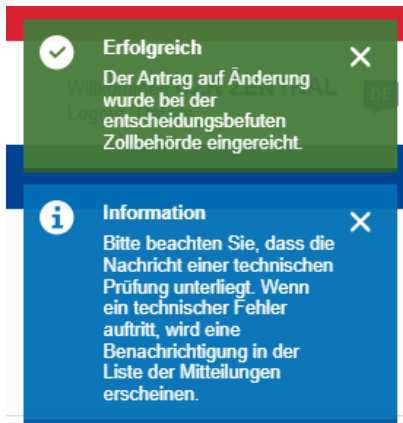 Erfolgreich
Der Antrag auf Änderung
wurde bei der
entscheidungsbefuten
Zollbehörde eingereicht.
DE
Information
Bitte beachten Sie, dass die
Nachricht einer technischen
Prüfung unterliegt. Wenn
ein technischer Fehler
auftritt, wird eine
Benachrichtigung in der
Liste der Mitteilungen
erscheinen.